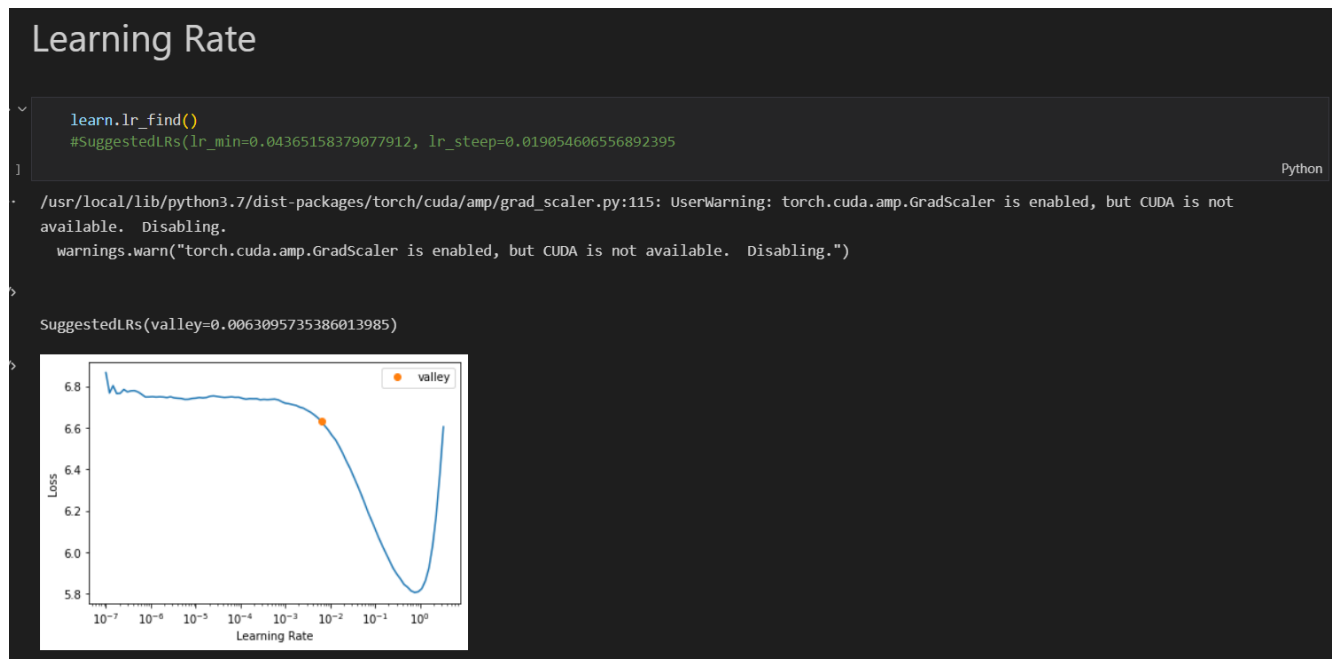 Learning Rate
learn.lr_find()
#SuggestedLRs(lr_min=0.04365158379077912, lr_steep=0.019054606556892395
]
Python
/usr/local/lib/python3.7/dist-packages/torch/cuda/amp/grad_scaler.py:115: UserWarning: torch.cuda.amp.GradScaler is enabled, but CUDA is not
available.  Disabling.
warnings.warn("torch.cuda.amp.GradScaler is enabled, but CUDA is not available.  Disabling.")
SuggestedLRs(valley=0.0063095735386013985)
valley
6.8
6.6
6.4
6.2
6.0
5.8
Loss
10⁻⁷ 10⁻⁶ 10⁻⁵ 10⁻⁴ 10⁻³ 10⁻² 10⁻¹ 10⁰
Learning Rate